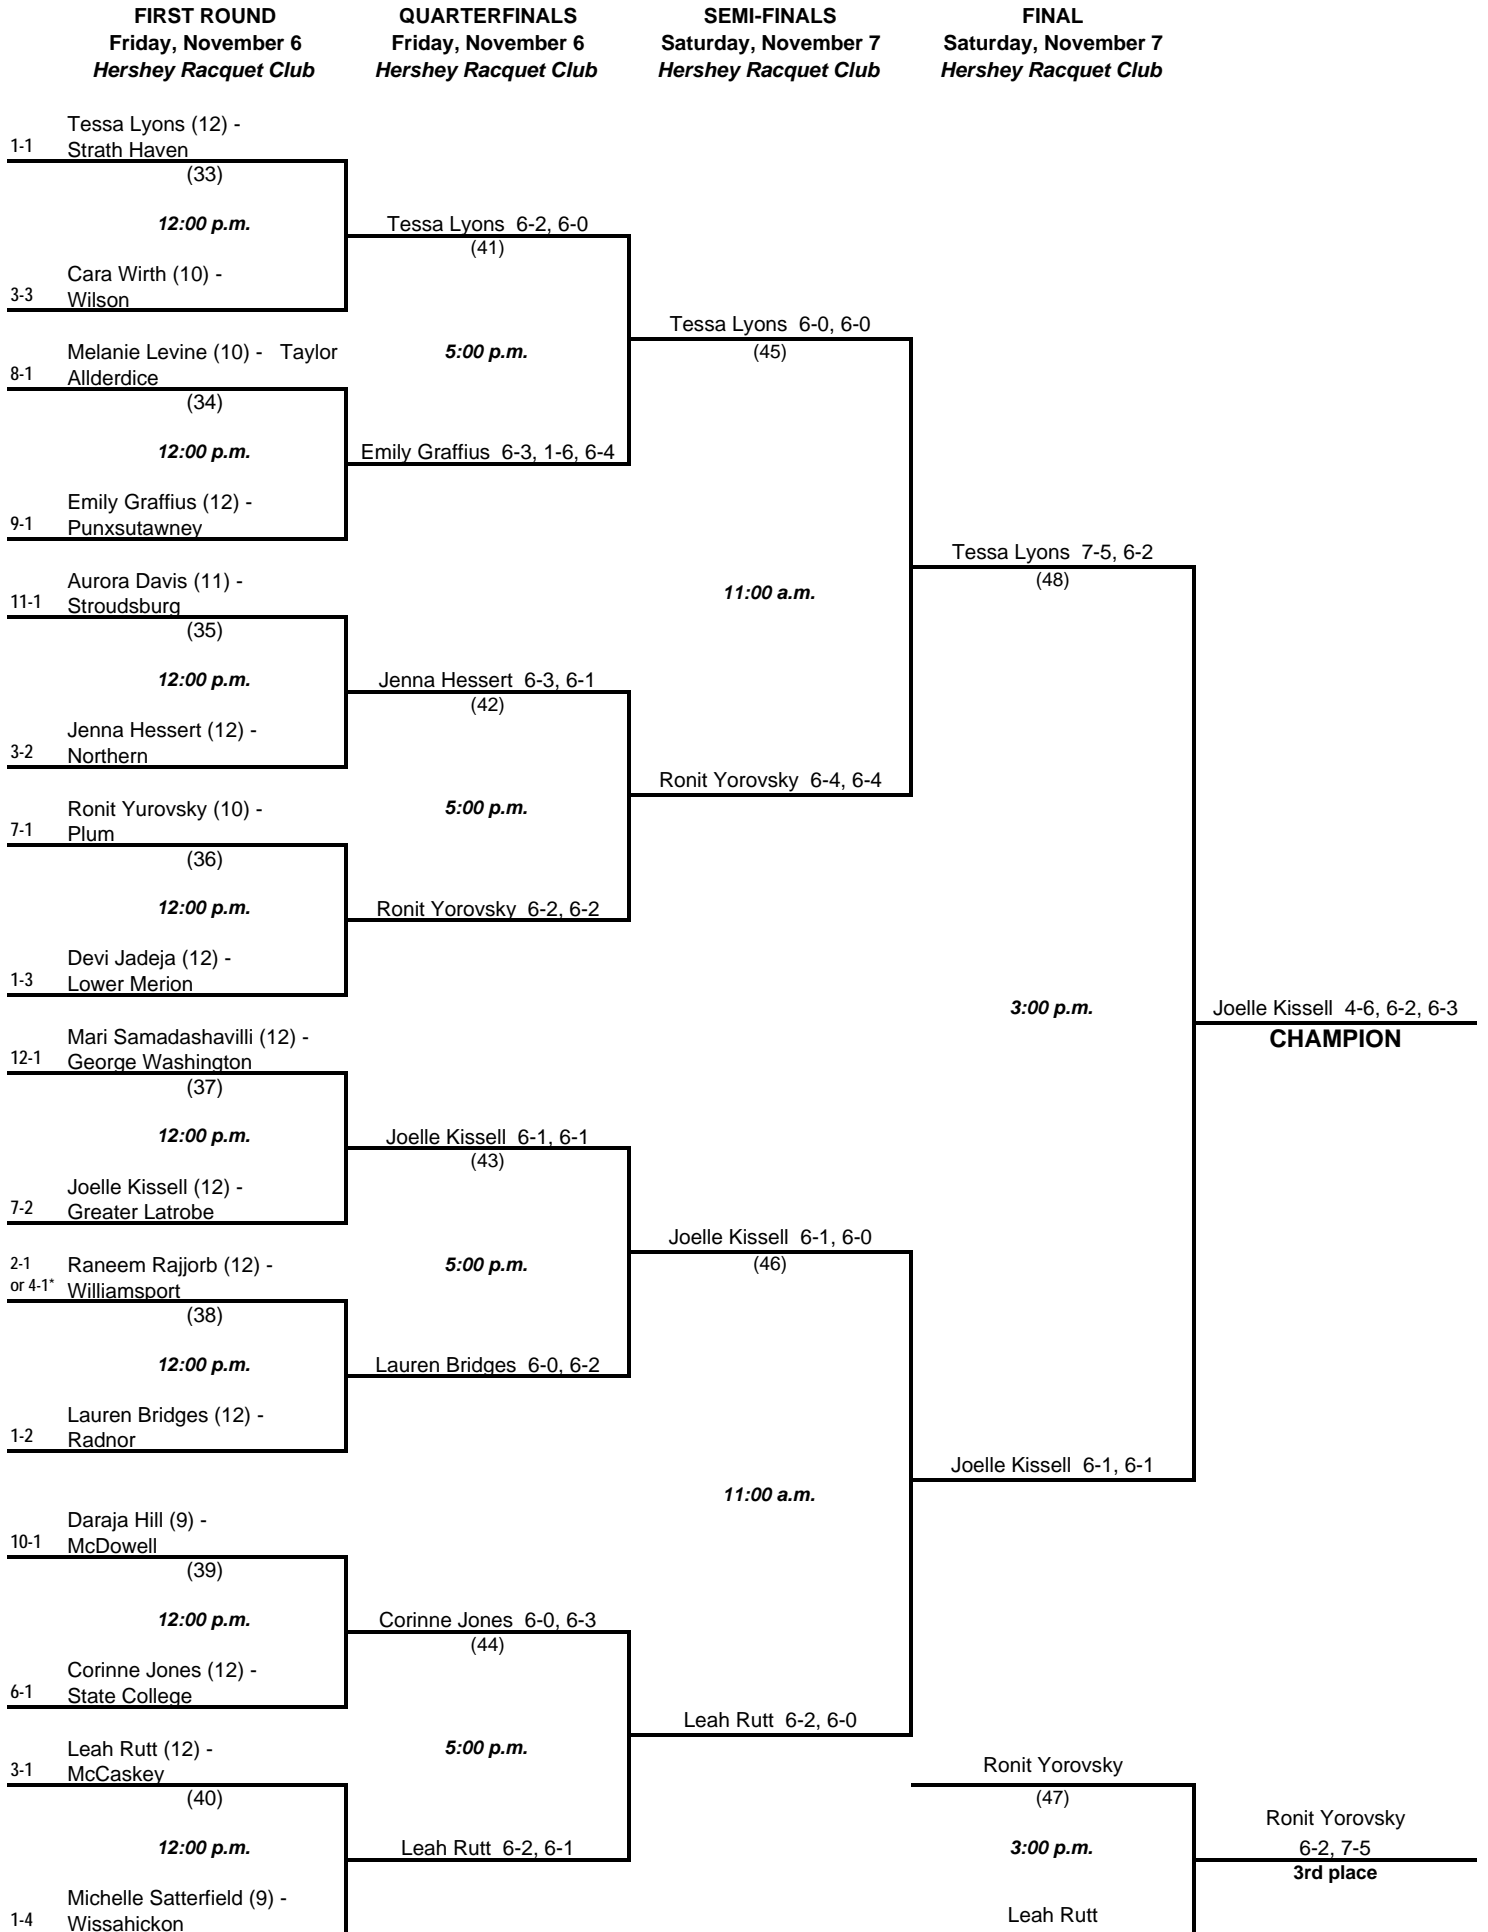 FIRST ROUND
Friday, November 6
Hershey Racquet Club
QUARTERFINALS
Friday, November 6
Hershey Racquet Club
SEMI-FINALS
Saturday, November 7
Hershey Racquet Club
FINAL
Saturday, November 7
Hershey Racquet Club
Tessa Lyons (12) -
1-1 Strath Haven
(33)
12:00 p.m.
Cara Wirth (10) -
3-3 Wilson
Melanie Levine (10) - Taylor
8-1 Allderdice
(34)
12:00 p.m.
Emily Graffius (12) -
9-1 Punxsutawney
Aurora Davis (11) -
11-1 Stroudsburg
(35)
12:00 p.m.
Jenna Hessert (12) -
3-2 Northern
Ronit Yurovsky (10) -
7-1 Plum
(36)
12:00 p.m.
Devi Jadeja (12) -
1-3 Lower Merion
Mari Samadashavilli (12) -
12-1 George Washington
(37)
12:00 p.m.
Joelle Kissell (12) -
7-2 Greater Latrobe
2-1 Raneem Rajjorb (12) -
or 4-1* Williamsport
(38)
12:00 p.m.
Lauren Bridges (12) -
1-2 Radnor
Daraja Hill (9) -
10-1 McDowell
(39)
12:00 p.m.
Corinne Jones (12) -
6-1 State College
Leah Rutt (12) -
3-1 McCaskey
(40)
12:00 p.m.
Michelle Satterfield (9) -
1-4 Wissahickon
Tessa Lyons 6-2, 6-0
(41)
5:00 p.m.
Emily Graffius 6-3, 1-6, 6-4
Jenna Hessert 6-3, 6-1
(42)
5:00 p.m.
Ronit Yorovsky 6-2, 6-2
Joelle Kissell 6-1, 6-1
(43)
5:00 p.m.
Lauren Bridges 6-0, 6-2
Corinne Jones 6-0, 6-3
(44)
5:00 p.m.
Leah Rutt 6-2, 6-1
Tessa Lyons 6-0, 6-0
(45)
11:00 a.m.
Ronit Yorovsky 6-4, 6-4
Joelle Kissell 6-1, 6-0
(46)
11:00 a.m.
Leah Rutt 6-2, 6-0
Tessa Lyons 7-5, 6-2
(48)
3:00 p.m.
Joelle Kissell 6-1, 6-1
Joelle Kissell 4-6, 6-2, 6-3
CHAMPION
Ronit Yorovsky
(47)
3:00 p.m.
Leah Rutt
Ronit Yorovsky
6-2, 7-5
3rd place